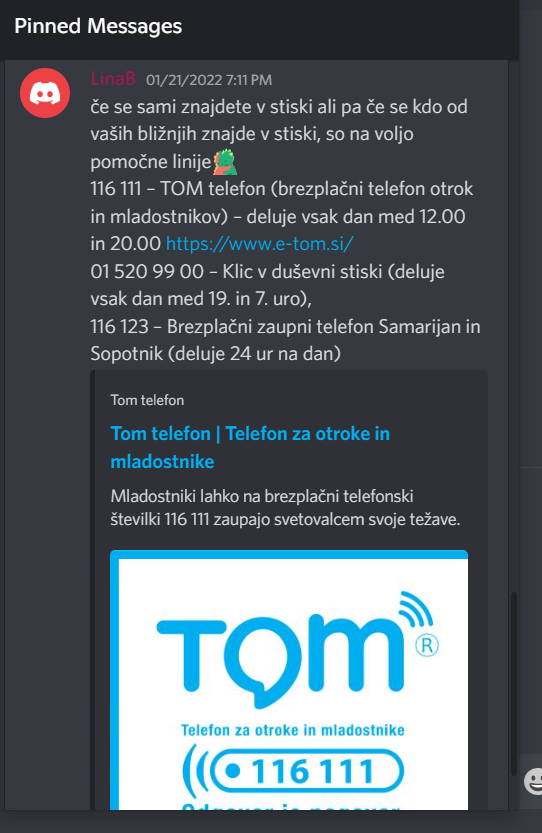 Pinned Messages
LinaB 01/21/2022 7:11 PM
če se sami znajdete v stiski ali pa če se kdo od
vaših bližnjih znajde v stiski, so na voljo
pomočne linije
116 111 – TOM telefon (brezplačni telefon otrok
in mladostnikov) – deluje vsak dan med 12.00
in 20.00 https://www.e-tom.si/
01 520 99 00 – Klic v duševni stiski (deluje
vsak dan med 19. in 7. uro),
116 123 – Brezplačni zaupni telefon Samarijan in
Sopotnik (deluje 24 ur na dan)
Tom telefon
Tom telefon | Telefon za otroke in
mladostnike
Mladostniki lahko na brezplačni telefonski
številki 116 111 zaupajo svetovalcem svoje težave.
TOM ®
Telefon za otroke in mladostnike
116 111